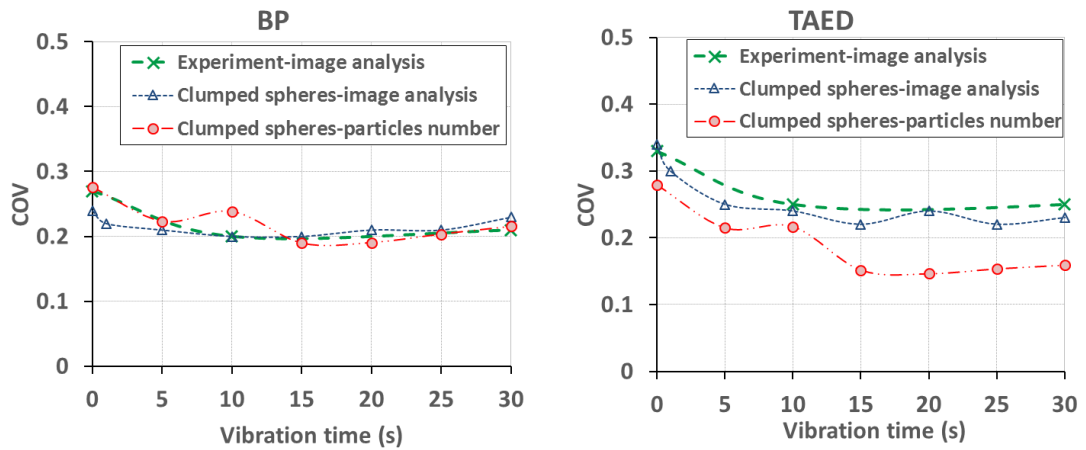 BP
0.5
0.4
0.3
0.2
0.1
0
COV
Experiment-image analysis
Clumped spheres-image analysis
Clumped spheres-particles number
0 5 10 15 20 25 30
Vibration time (s)
TAED
0.5
0.4
0.3
0.2
0.1
0
COV
Experiment-image analysis
Clumped spheres-image analysis
Clumped spheres-particles number
0 5 10 15 20 25 30
Vibration time (s)